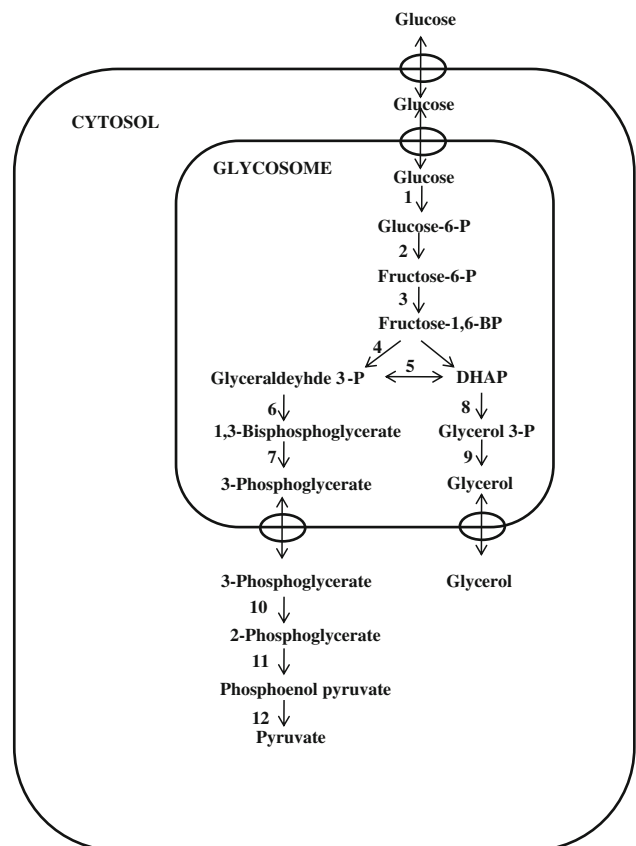 Glucose
Glucose
CYTOSOL
GLYCOSOME
Glucose
1
Glucose-6-P
2
Fructose-6-P
3
Fructose-1,6-BP
4
5
Glyceraldeyhde 3-P
DHAP
6
8
1,3-Bisphosphoglycerate
Glycerol 3-P
7
9
3-Phosphoglycerate
Glycerol
3-Phosphoglycerate
Glycerol
10
2-Phosphoglycerate
11
Phosphoenol pyruvate
12
Pyruvate